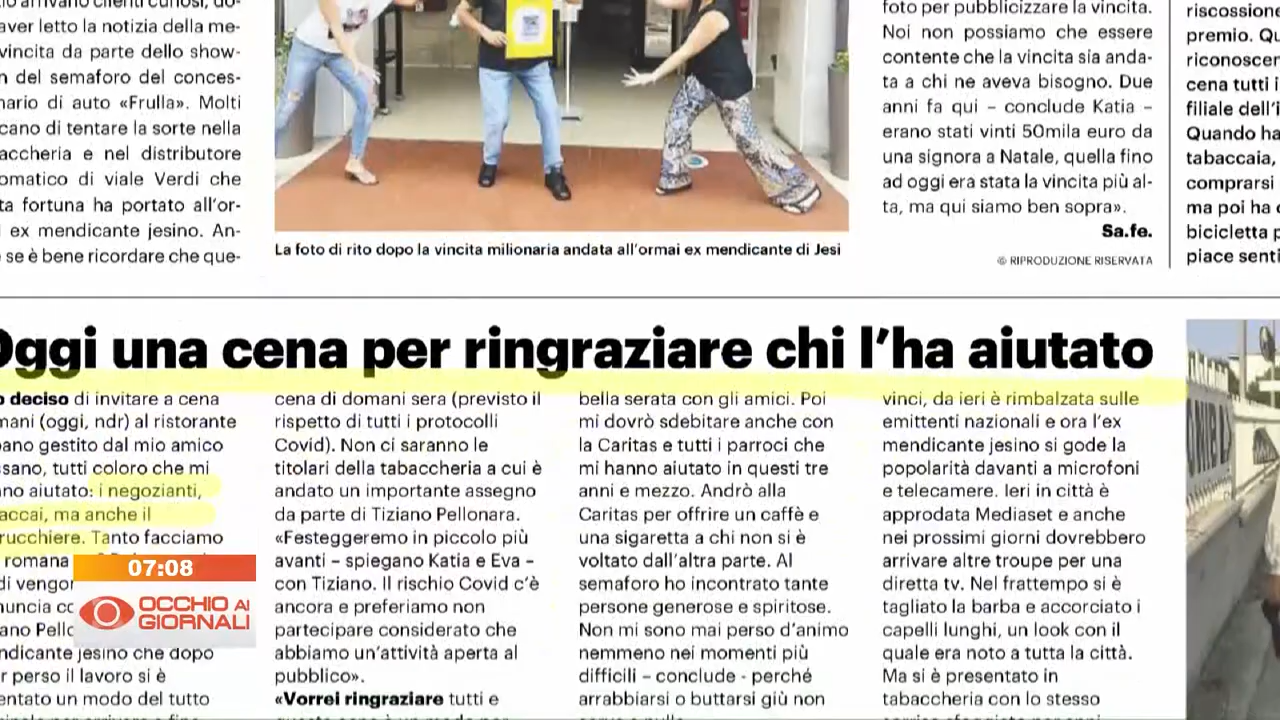 aver letto la notizia della me-
vincita da parte dello show-
n del semaforo del conces-
nario di auto «Frulla». Molti
cano di tentare la sorte nella
accheria e nel distributore
omatico di viale Verdi che
ta fortuna ha portato all'or-
i ex mendicante jesino. An-
se è bene ricordare che que-
La foto di rito dopo la vincita milionaria andata all'ormai ex mendicante di Jesi
foto per pubblicizzare la vincita.
Noi non possiamo che essere
contente che la vincita sia anda-
ta a chi ne aveva bisogno. Due
anni fa qui – conclude Katia –
erano stati vinti 50mila euro da
una signora a Natale, quella fino
ad oggi era stata la vincita più al-
ta, ma qui siamo ben sopra».
Sa.fe.
© RIPRODUZIONE RISERVATA
riscossione
premio. Qu
riconoscen
cena tutti i
filiale dell'i
Quando ha
tabaccaia,
comprarsi
ma poi ha
bicicletta p
piace senti
Oggi una cena per ringraziare chi l'ha aiutato
o deciso di invitare a cena
mani (oggi, ndr) al ristorante
pano gestito dal mio amico
ssano, tutti coloro che mi
no aiutato: i negozianti,
accai, ma anche il
rucchiere. Tanto facciamo
romana
di vengor
nuncia co
ano Pello
ndicante jesino che dopo
r perso il lavoro si è
entato un modo del tutto
cena di domani sera (previsto il
rispetto di tutti i protocolli
Covid). Non ci saranno le
titolari della tabaccheria a cui è
andato un importante assegno
da parte di Tiziano Pellonara.
«Festeggeremo in piccolo più
avanti – spiegano Katia e Eva –
con Tiziano. Il rischio Covid c'è
ancora e preferiamo non
partecipare considerato che
abbiamo un'attività aperta al
pubblico».
«Vorrei ringraziare tutti e
bella serata con gli amici. Poi
mi dovrò sdebitare anche con
la Caritas e tutti i parroci che
mi hanno aiutato in questi tre
anni e mezzo. Andrò alla
Caritas per offrire un caffè e
una sigaretta a chi non si è
voltato dall'altra parte. Al
semaforo ho incontrato tante
persone generose e spiritose.
Non mi sono mai perso d'animo
nemmeno nei momenti più
difficili – conclude - perché
arrabbiarsi o buttarsi giù non
vinci, da ieri è rimbalzata sulle
emittenti nazionali e ora l'ex
mendicante jesino si gode la
popolarità davanti a microfoni
e telecamere. Ieri in città è
approdata Mediaset e anche
nei prossimi giorni dovrebbero
arrivare altre troupe per una
diretta tv. Nel frattempo si è
tagliato la barba e accorciato i
capelli lunghi, un look con il
quale era noto a tutta la città.
Ma si è presentato in
tabaccheria con lo stesso
07:08
OCCHIO AI
GIORNALI